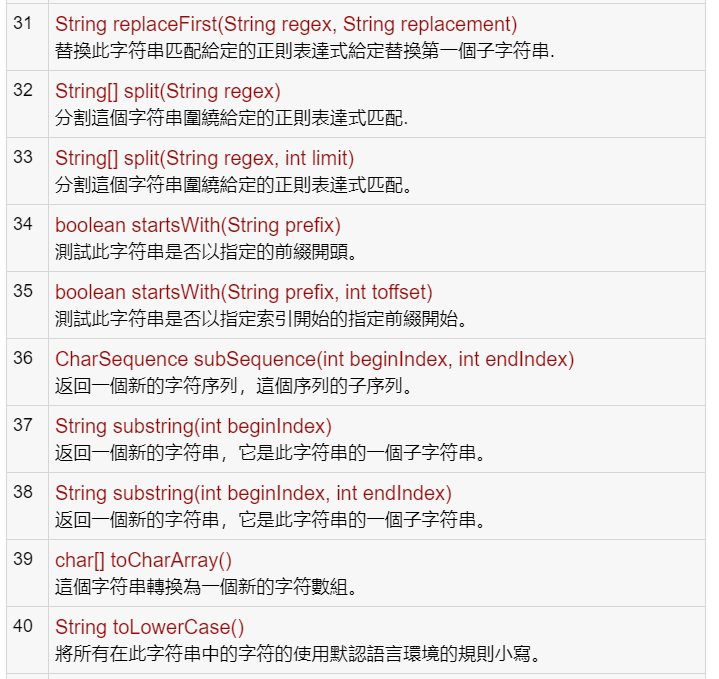 31 String replaceFirst(String regex, String replacement)
替換此字符串匹配給定的正則表達式給定替換第一個子字符串.
32 String[] split(String regex)
分割這個字符串圍繞給定的正則表達式匹配.
33 String[] split(String regex, int limit)
分割這個字符串圍繞給定的正則表達式匹配。
34 boolean startsWith(String prefix)
測試此字符串是否以指定的前綴開頭。
35 boolean startsWith(String prefix, int toffset)
測試此字符串是否以指定索引開始的指定前綴開始。
36 CharSequence subSequence(int beginIndex, int endIndex)
返回一個新的字符序列，這個序列的子序列。
37 String substring(int beginIndex)
返回一個新的字符串，它是此字符串的一個子字符串。
38 String substring(int beginIndex, int endIndex)
返回一個新的字符串，它是此字符串的一個子字符串。
39 char[] toCharArray()
這個字符串轉換為一個新的字符數組。
40 String toLowerCase()
將所有在此字符串中的字符的使用默認語言環境的規則小寫。